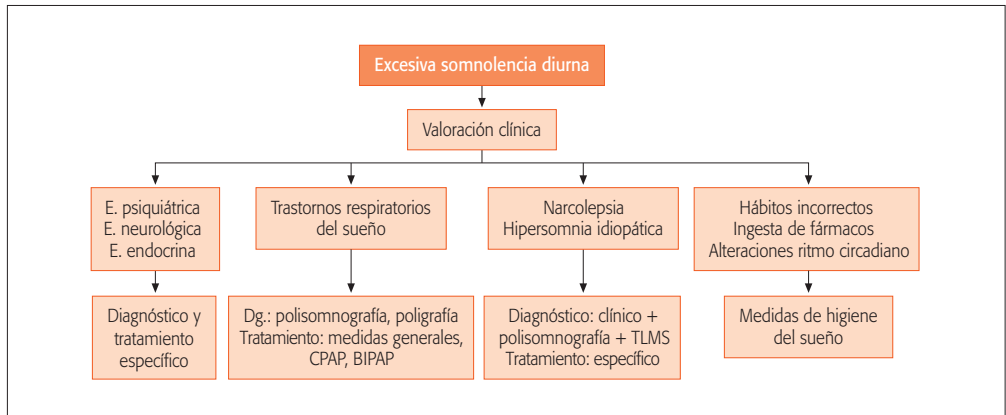 Excesiva somnolencia diurna
Valoración clínica
E. psiquiátrica
E. neurológica
E. endocrina
Trastornos respiratorios
del sueño
Narcolepsia
Hipersomnia idiopática
Hábitos incorrectos
Ingesta de fármacos
Alteraciones ritmo circadiano
Diagnóstico y
tratamiento
específico
Dg.: polisomnografía, poligrafía
Tratamiento: medidas generales,
CPAP, BIPAP
Diagnóstico: clínico +
polisomnografía + TLMS
Tratamiento: específico
Medidas de higiene
del sueño